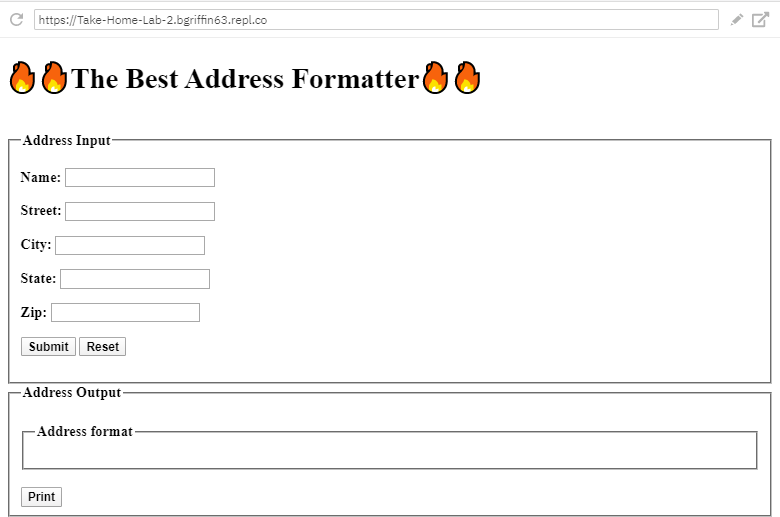 https://Take-Home-Lab-2.bgriffin63.repl.co
🔥🔥The Best Address Formatter🔥🔥
Address Input
Name:
Street:
City:
State:
Zip:
Submit Reset
Address Output
Address format
Print